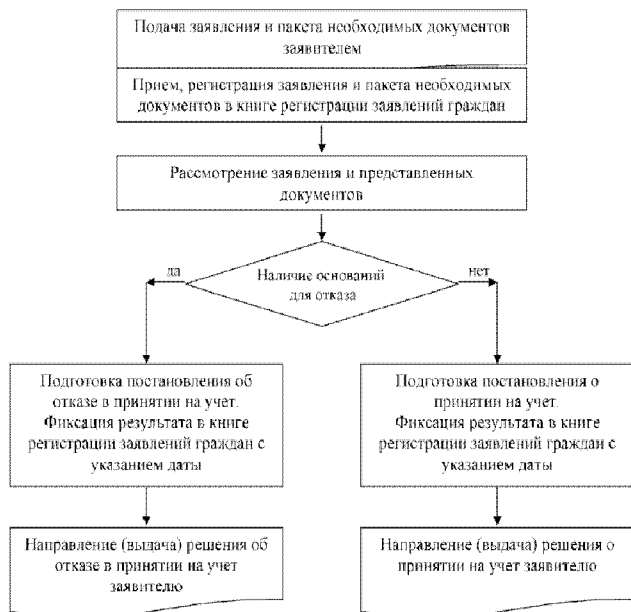 Подача заявления и пакета необходимых документов
заявителем
Прием, регистрация заявления и пакета необходимых
документов в книге регистрации заявлений граждан
Рассмотрение заявления и представленных
документов
да
Наличие оснований
для отказа
нет
Подготовка постановления об
отказе в принятии на учет.
Фиксация результата в книге
регистрации заявлений граждан с
указанием даты
Подготовка постановления о
принятии на учет.
Фиксация результата в книге
регистрации заявлений граждан с
указанием даты
Направление (выдача) решения об
отказе в принятии на учет
заявителю
Направление (выдача) решения о
принятии на учет заявителю